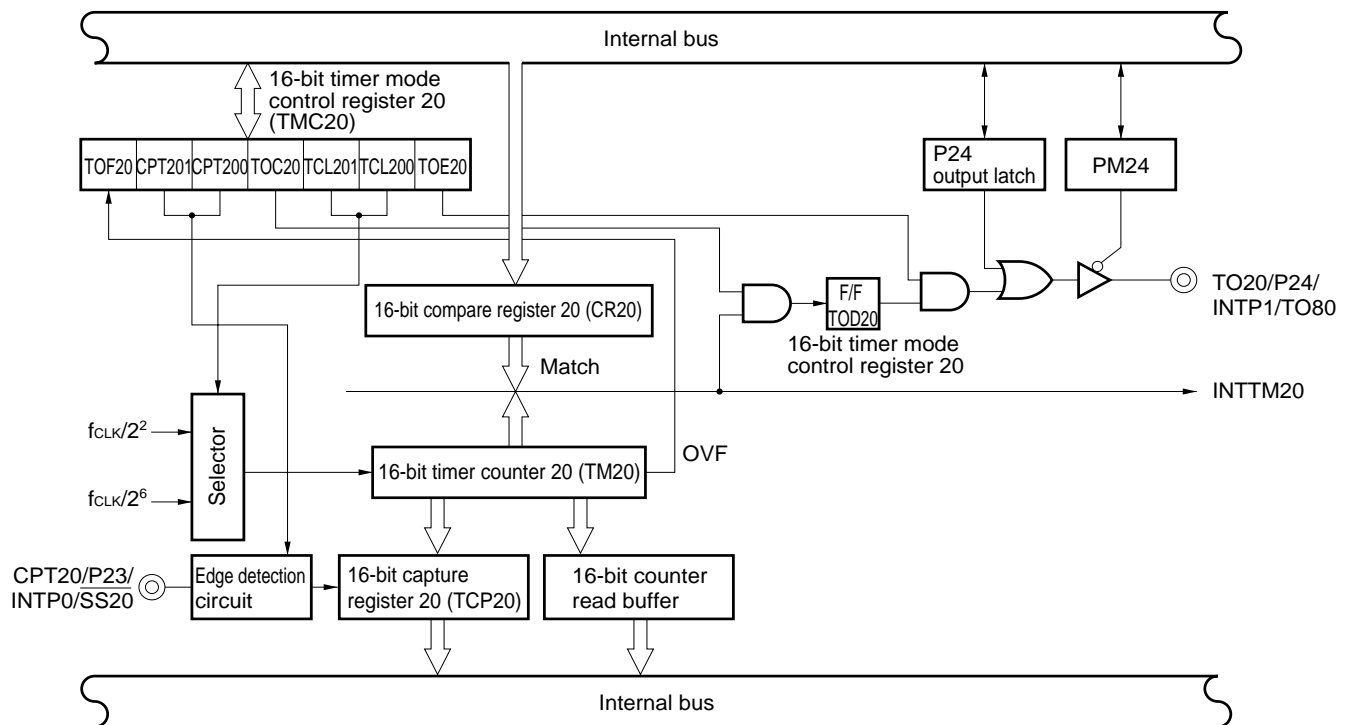 Internal bus
16-bit timer mode
control register 20
(TMC20)
TOF20 CPT201 CPT200 TOC20 TCL201 TCL200 TOE20
P24
output latch
PM24
16-bit compare register 20 (CR20)
F/F
TOD20
TO20/P24/
INTP1/TO80
16-bit timer mode
control register 20
Match
INTTM20
fCLK/2²
fCLK/2⁶
Selector
16-bit timer counter 20 (TM20)
OVF
CPT20/P23/
INTP0/S̅S̅2̅0̅
Edge detection
circuit
16-bit capture
register 20 (TCP20)
16-bit counter
read buffer
Internal bus